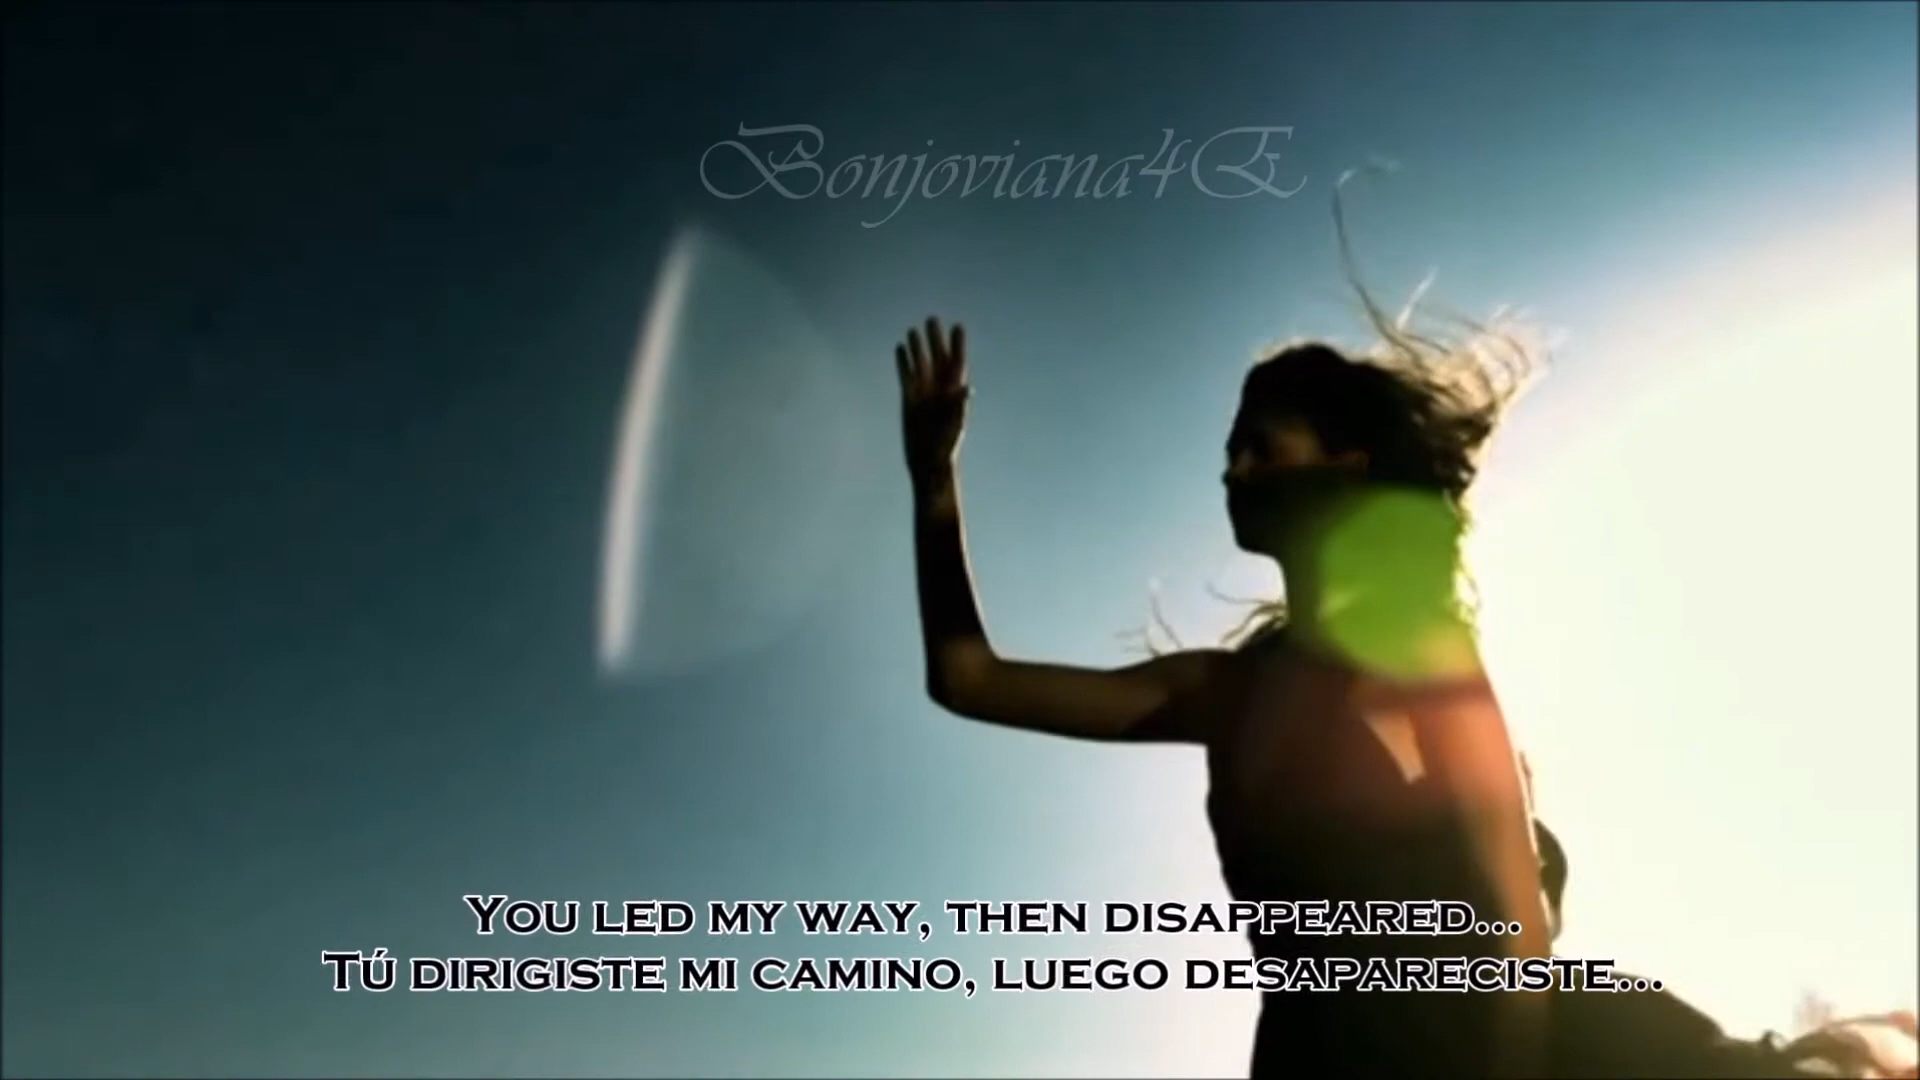 Bonjoviana4E
You led my way, then disappeared...
Tú dirigiste mi camino, luego desapareciste...